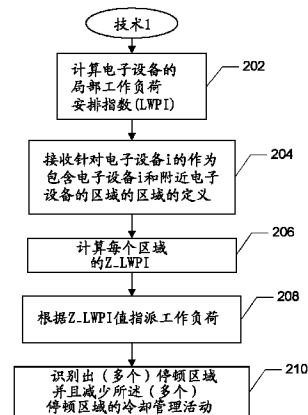 技术1
计算电子设备的
局部工作负荷
安排指数(LWPI)
202
接收针对电子设备i的作为
包含电子设备i和附近电子
设备的区域的区域的定义
204
计算每个区域
的Z_LWPI
206
根据Z_LWPI值指派工作负荷
208
识别出（多个）停顿区域
并且减少所述（多个）
停顿区域的冷却管理活动
210